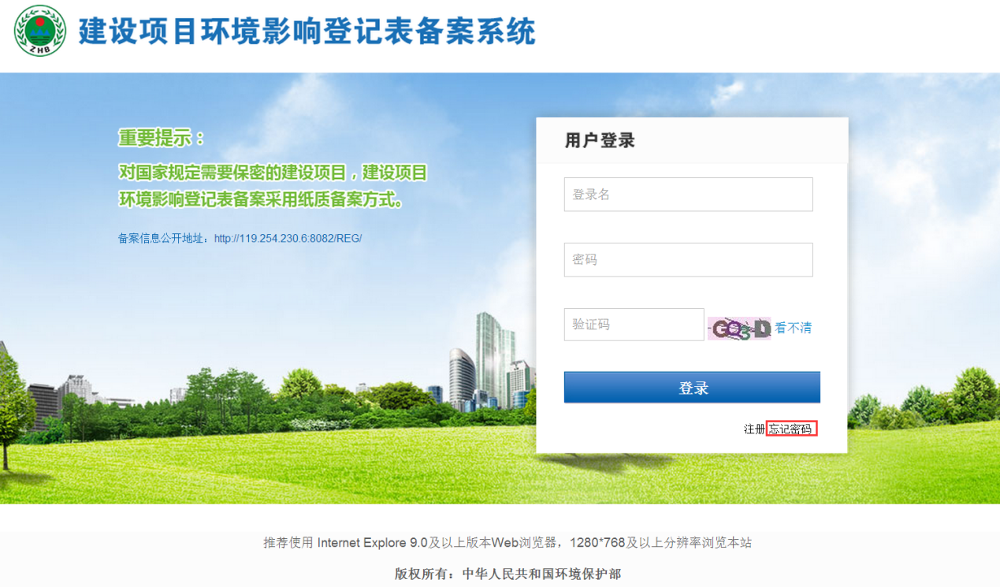 ZHB
建设项目环境影响登记表备案系统
重要提示：
对国家规定需要保密的建设项目，建设项目
环境影响登记表备案采用纸质备案方式。
备案信息公开地址：http://119.254.230.6:8082/REG/
用户登录
登录名
密码
验证码 GQ3D 看不清
登录
注册 忘记密码
推荐使用 Internet Explore 9.0及以上版本Web浏览器，1280*768及以上分辨率浏览本站
版权所有：中华人民共和国环境保护部